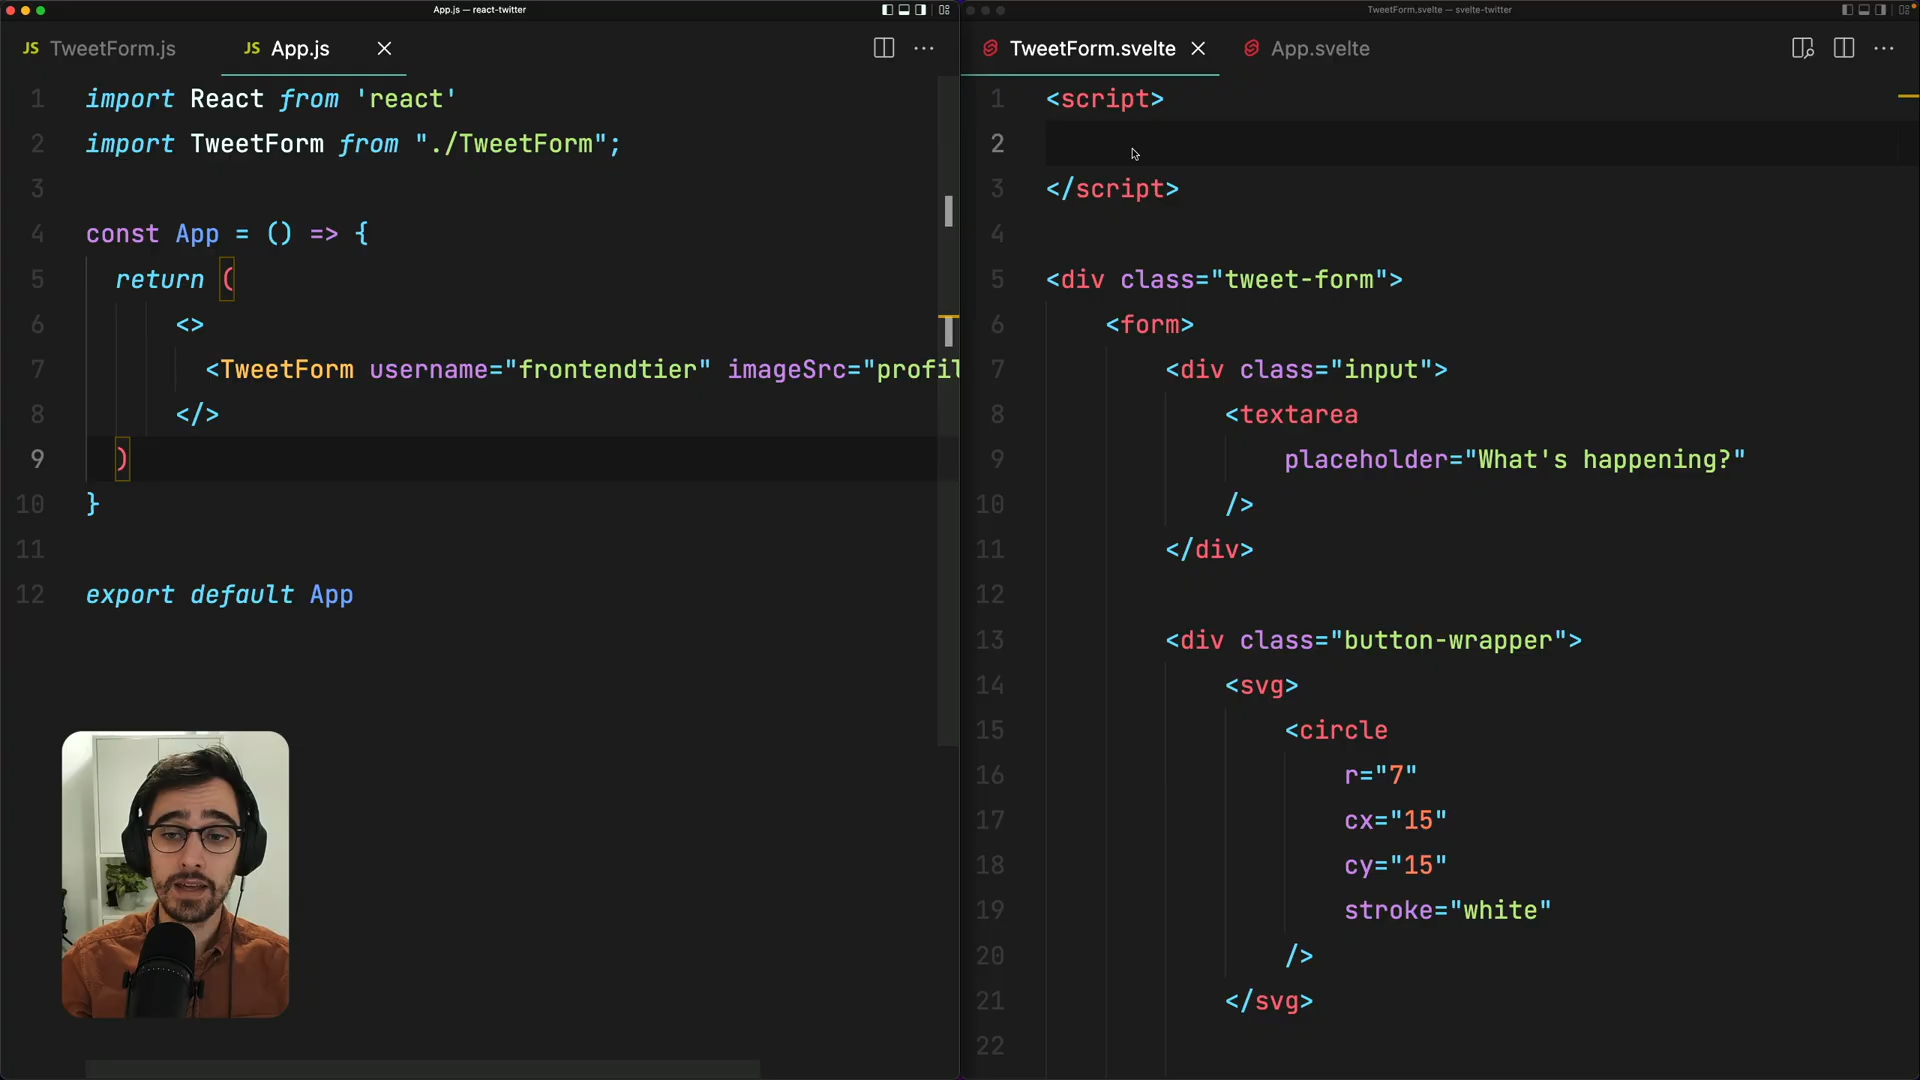 App.js — react-twitter
JS TweetForm.js
JS App.js
1 import React from 'react'
2 import TweetForm from "./TweetForm";
3
4 const App = () => {
5 return (
6 <>
7 <TweetForm username="frontendtier" imageSrc="profil
8 </>
9 )
10 }
11
12 export default App
TweetForm.svelte — svelte-twitter
TweetForm.svelte
App.svelte
1 <script>
2
3 </script>
4
5 <div class="tweet-form">
6 <form>
7 <div class="input">
8 <textarea
9 placeholder="What's happening?"
10 />
11 </div>
12
13 <div class="button-wrapper">
14 <svg>
15 <circle
16 r="7"
17 cx="15"
18 cy="15"
19 stroke="white"
20 />
21 </svg>
22